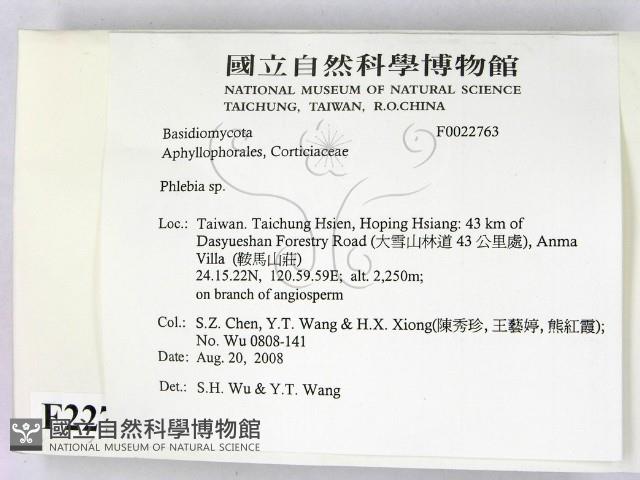 國立自然科學博物館
NATIONAL MUSEUM OF NATURAL SCIENCE
TAICHUNG, TAIWAN, R.O.CHINA
Basidiomycota F0022763
Aphyllophorales, Corticiaceae
Phlebia sp.
Loc.: Taiwan. Taichung Hsien, Hoping Hsiang: 43 km of
Dasyueshan Forestry Road (大雪山林道 43 公里處), Anma
Villa (鞍馬山莊)
24.15.22N, 120.59.59E; alt. 2,250m;
on branch of angiosperm
Col.: S.Z. Chen, Y.T. Wang & H.X. Xiong(陳秀珍, 王藝婷, 熊紅霞);
No. Wu 0808-141
Date: Aug. 20, 2008
Det.: S.H. Wu & Y.T. Wang
國立自然科學博物館
NATIONAL MUSEUM OF NATURAL SCIENCE